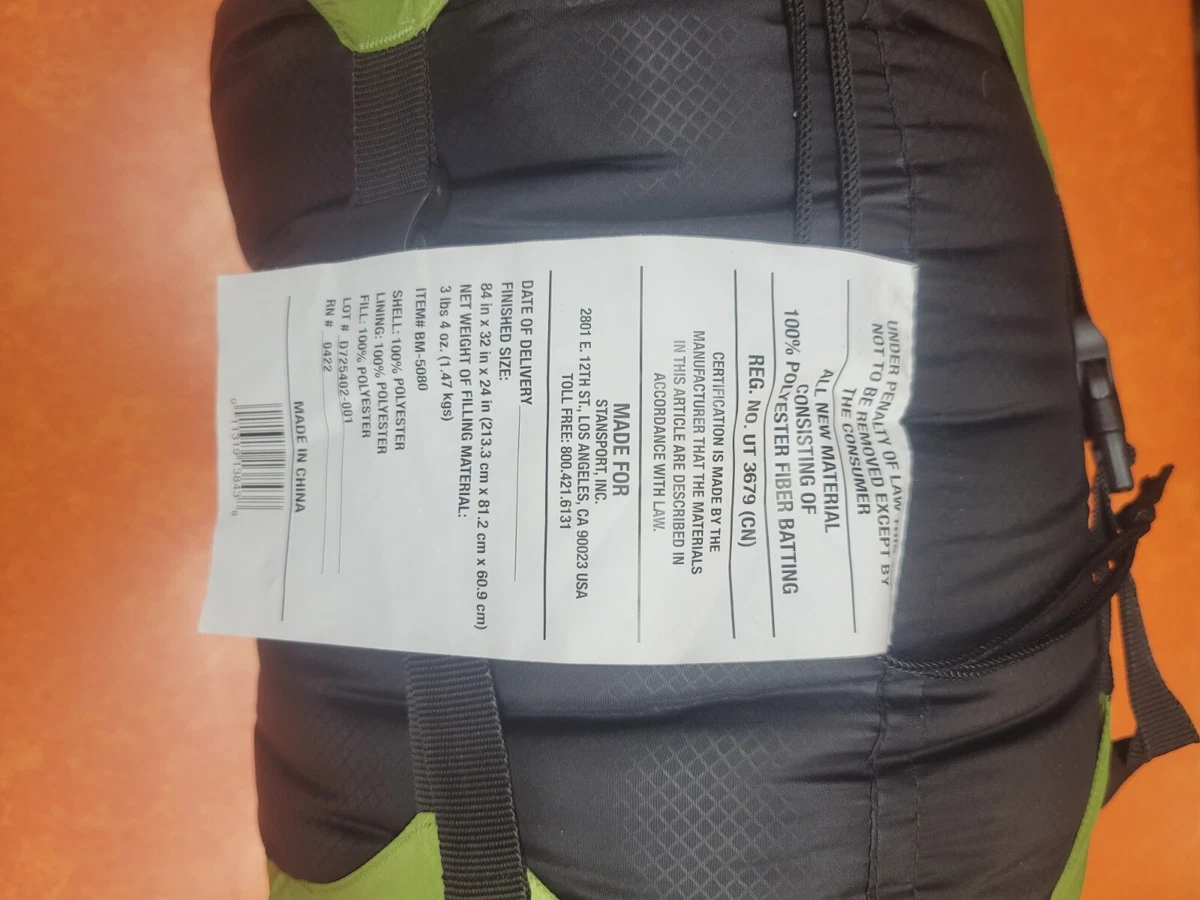 UNDER PENALTY OF LAW THIS
NOT TO BE REMOVED EXCEPT BY
THE CONSUMER
ALL NEW MATERIAL
CONSISTING OF
100% POLYESTER FIBER BATTING
REG. No. UT 3679 (CN)
CERTIFICATION IS MADE BY THE
MANUFACTURER THAT THE MATERIALS
IN THIS ARTICLE ARE DESCRIBED IN
ACCORDANCE WITH LAW.
MADE FOR
STANSPORT, INC.
2801 E. 12TH ST., LOS ANGELES, CA 90023 USA
TOLL FREE: 800.421.6131
DATE OF DELIVERY
FINISHED SIZE:
84 in x 32 in x 24 in (213.3 cm x 81.2 cm x 60.9 cm)
NET WEIGHT OF FILLING MATERIAL:
3 lbs 4 oz. (1.47 kgs)
ITEM# BM-5080
SHELL: 100% POLYESTER
LINING: 100% POLYESTER
FILL: 100% POLYESTER
LOT # D725402-001
RN # 0422
MADE IN CHINA
0 11319 13843 0